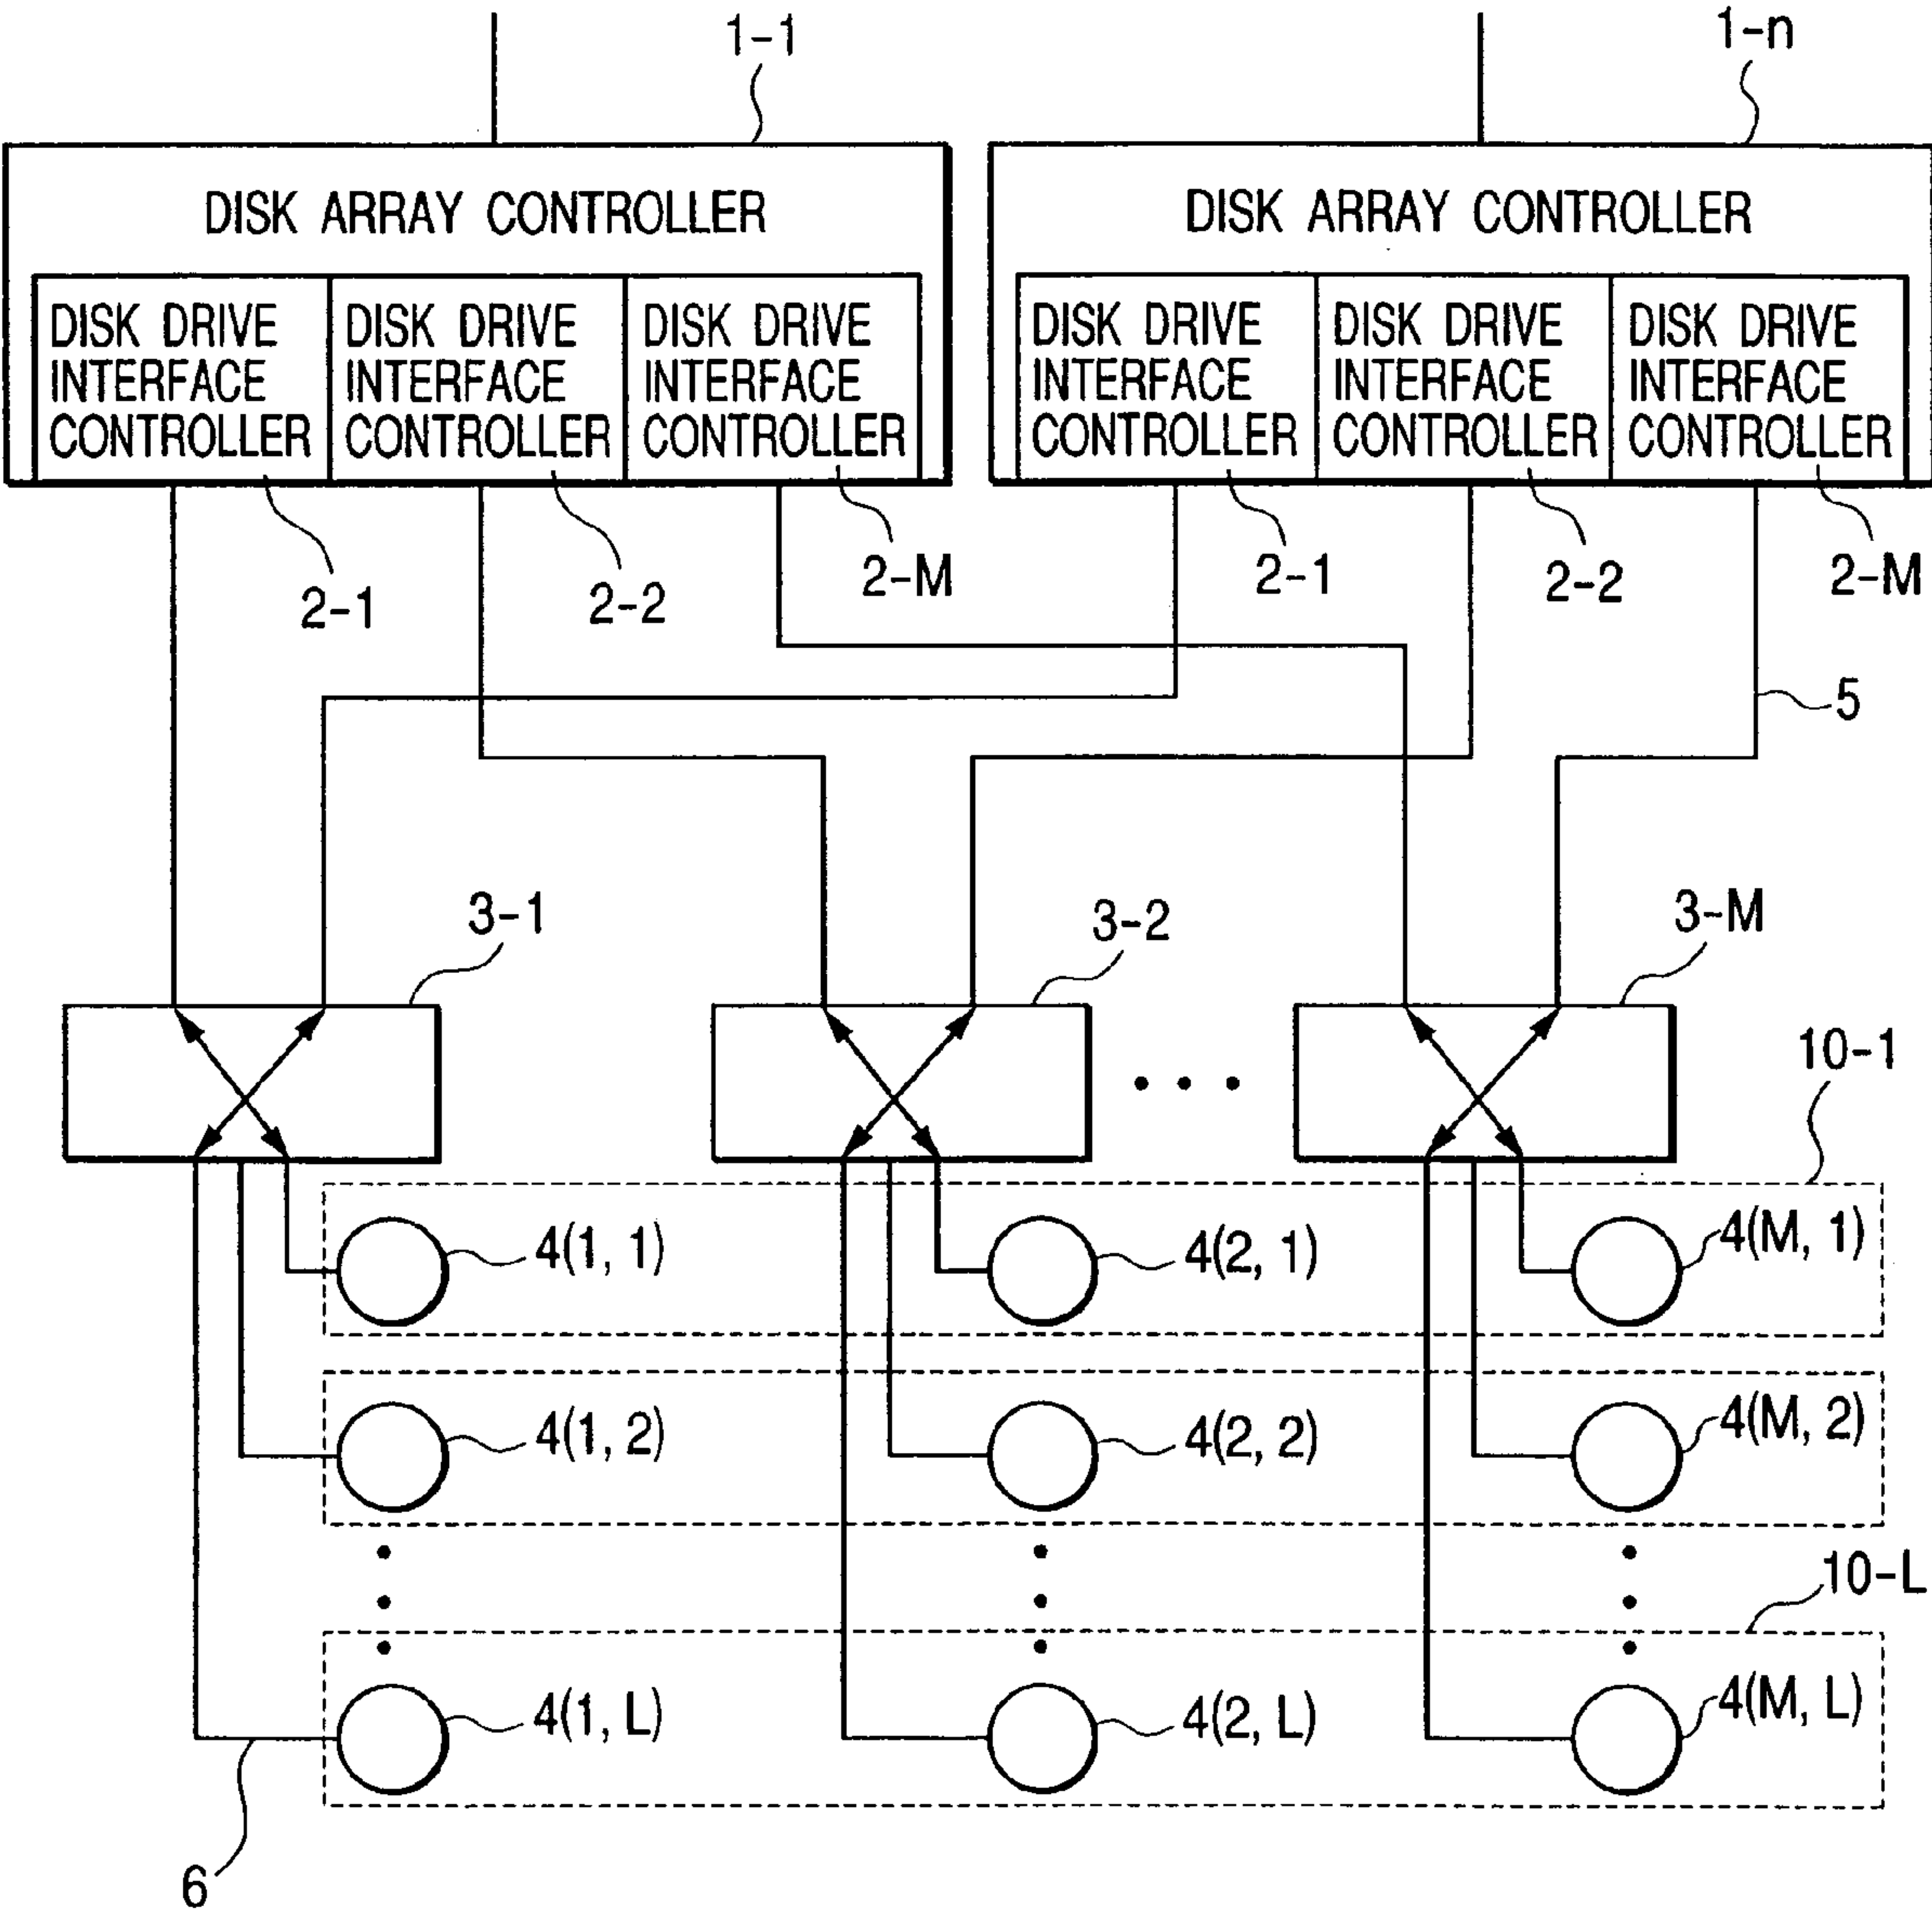 1-1
1-n
DISK ARRAY CONTROLLER
DISK ARRAY CONTROLLER
DISK DRIVE
INTERFACE
CONTROLLER
DISK DRIVE
INTERFACE
CONTROLLER
DISK DRIVE
INTERFACE
CONTROLLER
DISK DRIVE
INTERFACE
CONTROLLER
DISK DRIVE
INTERFACE
CONTROLLER
DISK DRIVE
INTERFACE
CONTROLLER
2-1
2-2
2-M
2-1
2-2
2-M
5
3-1
3-2
3-M
10-1
4(1, 1)
4(2, 1)
4(M, 1)
4(1, 2)
4(2, 2)
4(M, 2)
10-L
4(1, L)
4(2, L)
4(M, L)
6